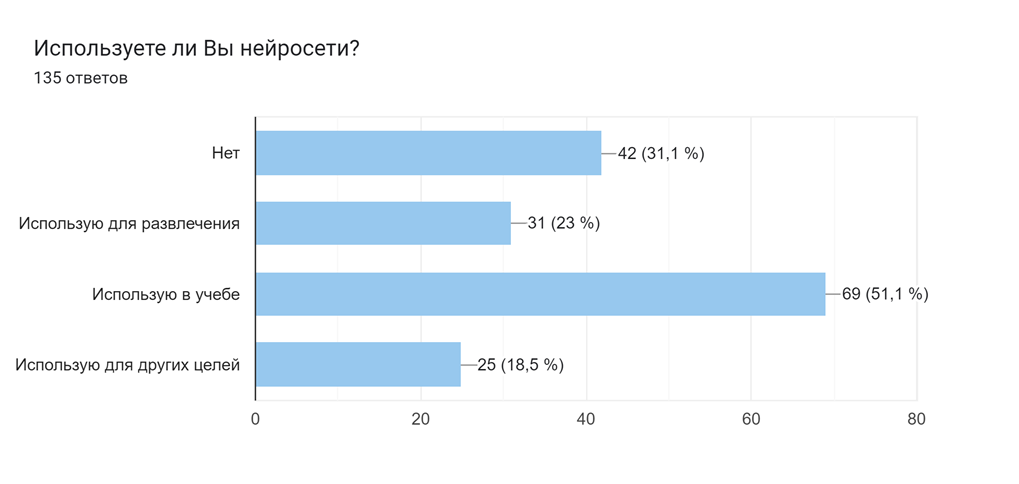 Используете ли Вы нейросети?
135 ответов
Нет
42 (31,1 %)
Использую для развлечения
31 (23 %)
Использую в учебе
69 (51,1 %)
Использую для других целей
25 (18,5 %)
0 20 40 60 80